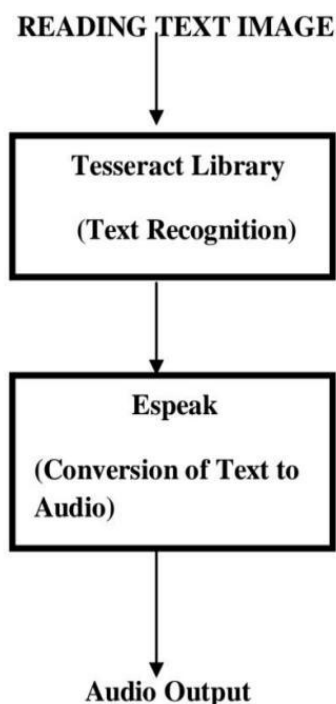 READING TEXT IMAGE
Tesseract Library
(Text Recognition)
Espeak
(Conversion of Text to
Audio)
Audio Output